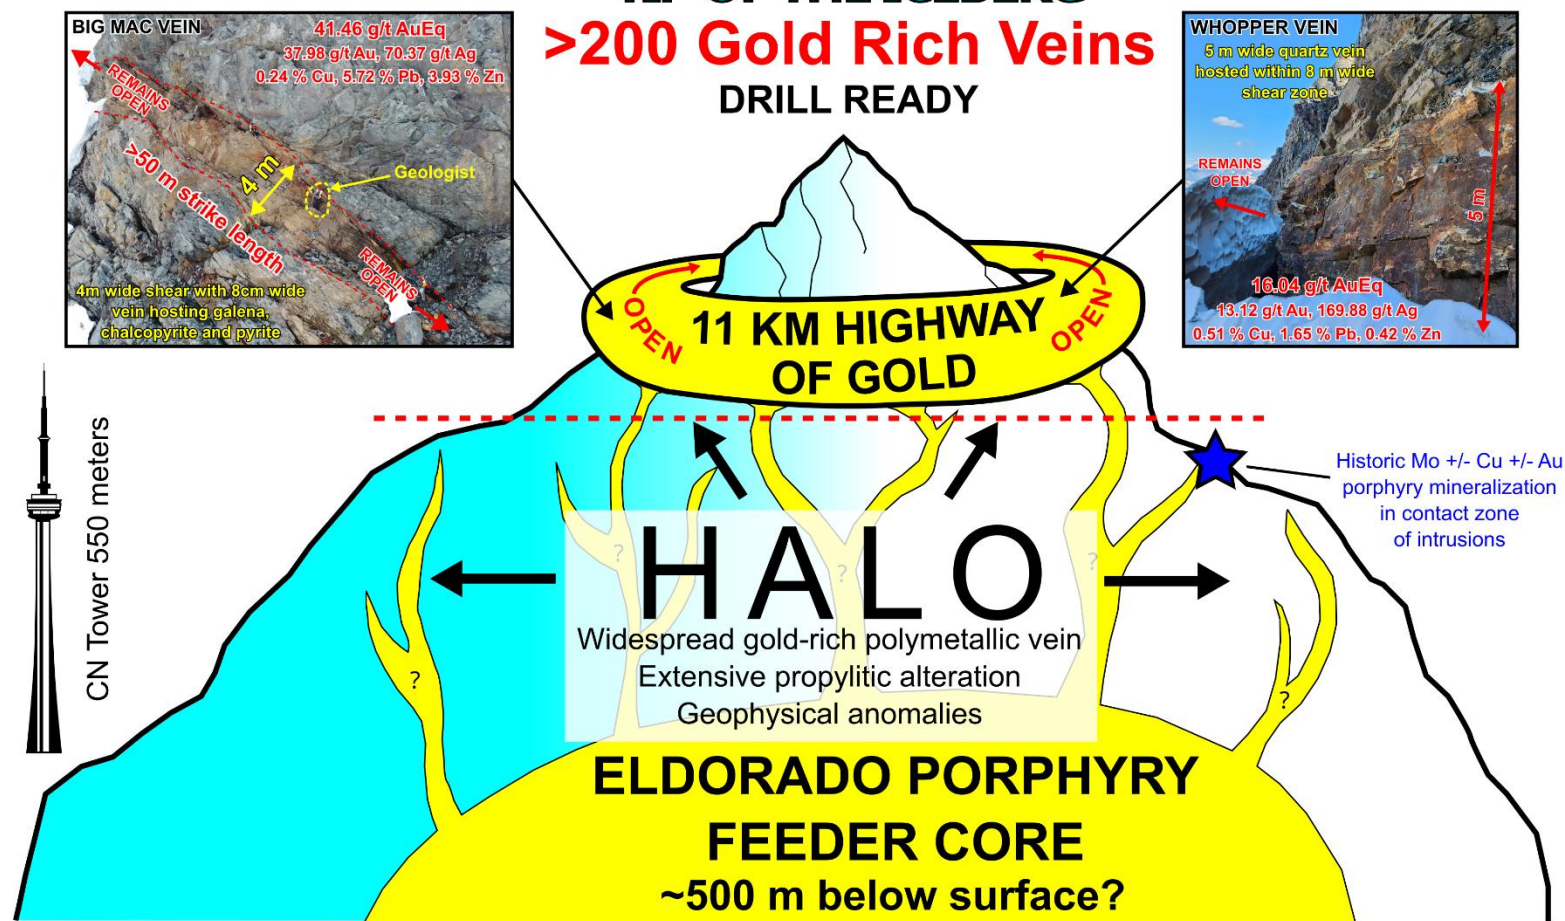 >200 Gold Rich Veins
DRILL READY
BIG MAC VEIN
41.46 g/t AuEq
37.98 g/t Au, 70.37 g/t Ag
0.24 % Cu, 5.72 % Pb, 3.93 % Zn
REMAINS
OPEN
>50 m strike length
4 m
Geologist
REMAINS
OPEN
4m wide shear with 8cm wide
vein hosting galena,
chalcopyrite and pyrite
WHOPPER VEIN
5 m wide quartz vein
hosted within 8 m wide
shear zone
REMAINS
OPEN
5 m
16.04 g/t AuEq
13.12 g/t Au, 169.88 g/t Ag
0.51 % Cu, 1.65 % Pb, 0.42 % Zn
OPEN
11 KM HIGHWAY
OF GOLD
OPEN
CN Tower 550 meters
Historic Mo +/- Cu +/- Au
porphyry mineralization
in contact zone
of intrusions
HALO
Widespread gold-rich polymetallic vein
Extensive propylitic alteration
Geophysical anomalies
?
?
?
?
?
ELDORADO PORPHYRY
FEEDER CORE
~500 m below surface?